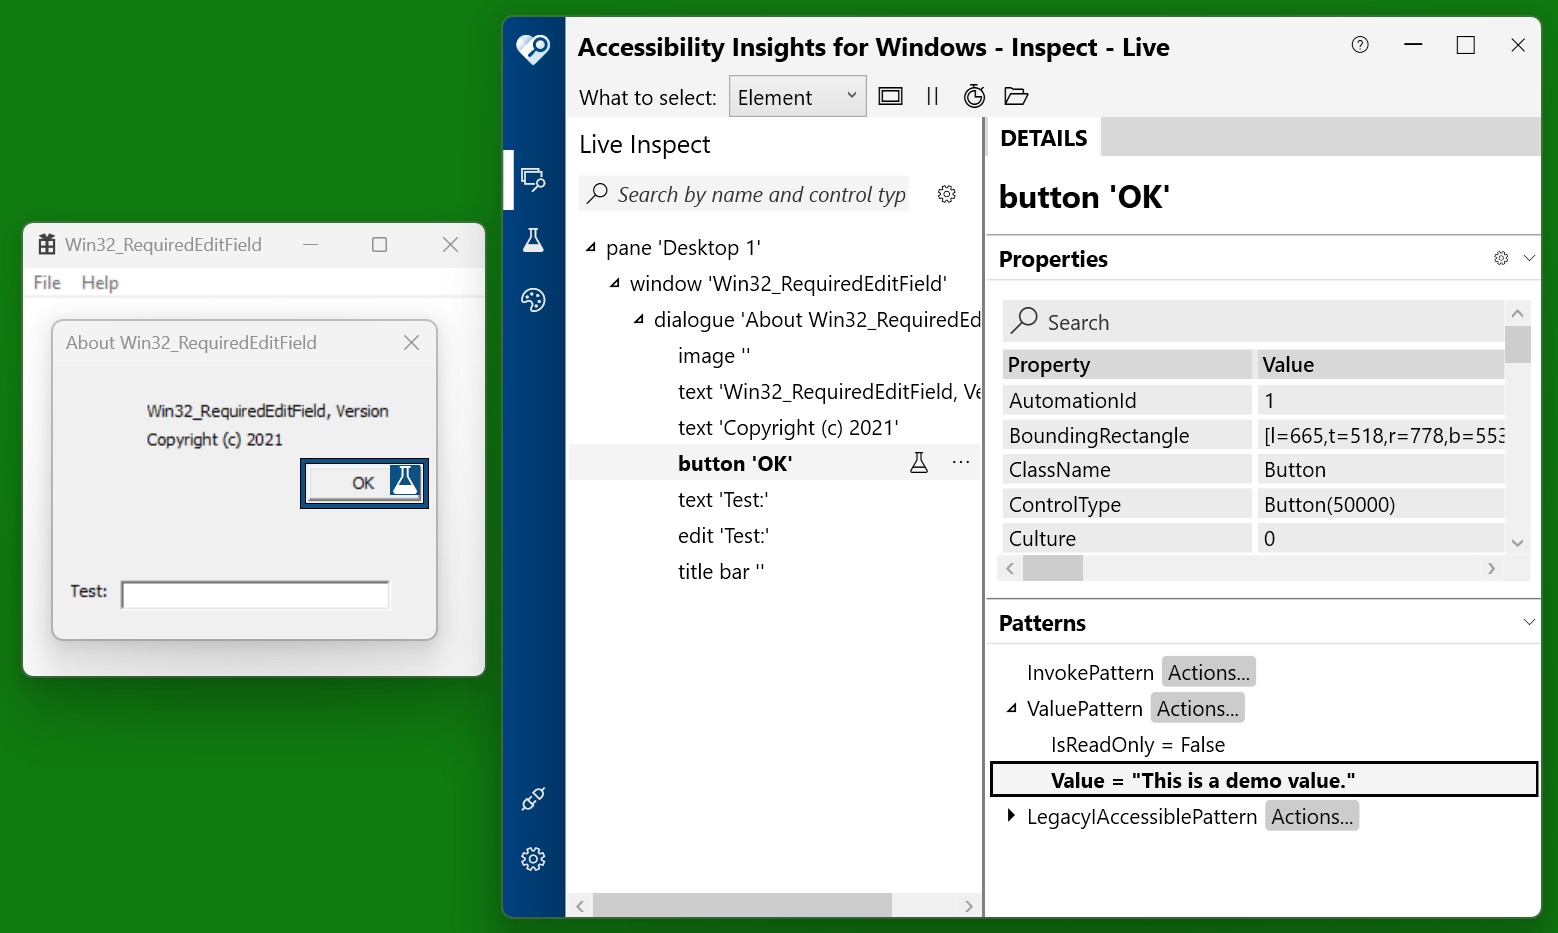 Win32_RequiredEditField
File Help
About Win32_RequiredEditField
Win32_RequiredEditField, Version
Copyright (c) 2021
OK
Test:
Accessibility Insights for Windows - Inspect - Live
What to select: Element
Live Inspect
Search by name and control typ
pane 'Desktop 1'
window 'Win32_RequiredEditField'
dialogue 'About Win32_RequiredEd
image ''
text 'Win32_RequiredEditField, Ve
text 'Copyright (c) 2021'
button 'OK'
text 'Test:'
edit 'Test:'
title bar ''
DETAILS
button 'OK'
Properties
Search
Property Value
AutomationId 1
BoundingRectangle [l=665,t=518,r=778,b=553
ClassName Button
ControlType Button(50000)
Culture 0
Patterns
InvokePattern Actions...
ValuePattern Actions...
IsReadOnly = False
Value = "This is a demo value."
LegacyIAccessiblePattern Actions...